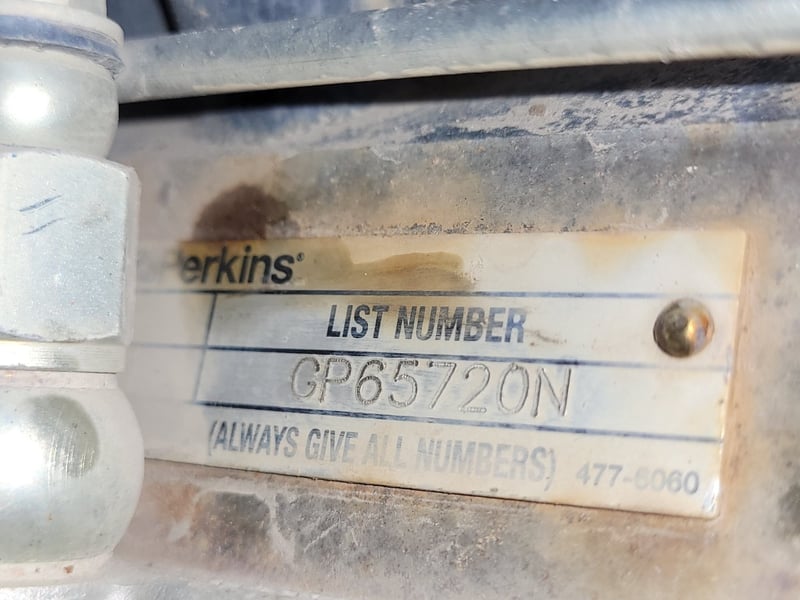 Perkins®
LIST NUMBER
GP65720N
(ALWAYS GIVE ALL NUMBERS) 477-6060